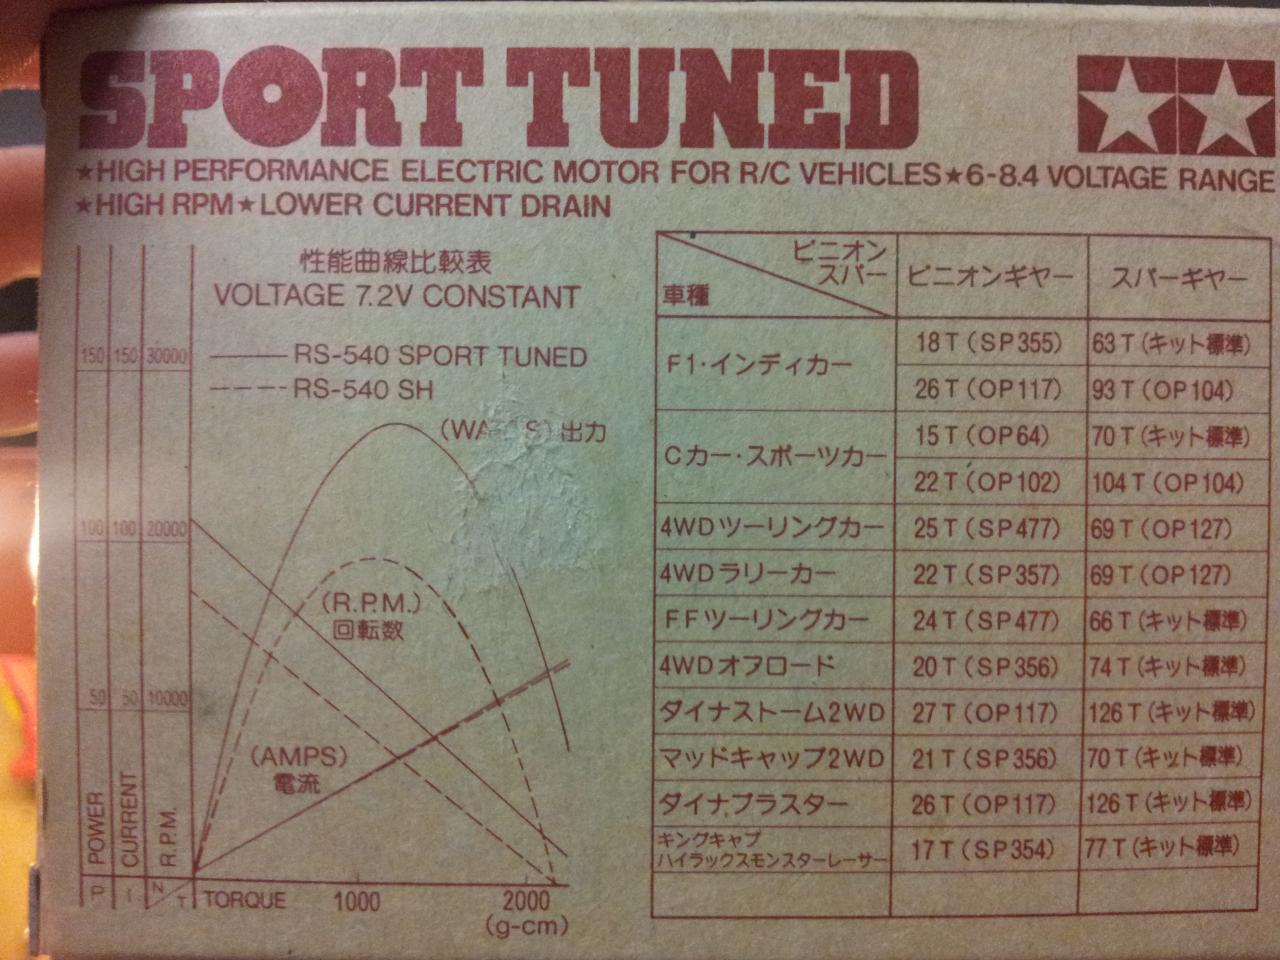 SPORT TUNED
★HIGH PERFORMANCE ELECTRIC MOTOR FOR R/C VEHICLES★6-8.4 VOLTAGE RANGE
★HIGH RPM★LOWER CURRENT DRAIN
性能曲線比較表
VOLTAGE 7.2V CONSTANT
RS-540 SPORT TUNED
RS-540 SH
150 150 30000
(WA S) 出力
100 100 20000
(R.P.M.)
回転数
50 50 10000
(AMPS)
電流
POWER CURRENT R.P.M.
P I N T TORQUE 1000 2000
(g-cm)
ピニオン
スパー
車種 ピニオンギヤー スパーギヤー
F1・インディカー 18T(SP355) 63T(キット標準)
26T(OP117) 93T(OP104)
Cカー・スポーツカー 15T(OP64) 70T(キット標準)
22T(OP102) 104T(OP104)
4WDツーリングカー 25T(SP477) 69T(OP127)
4WDラリーカー 22T(SP357) 69T(OP127)
FFツーリングカー 24T(SP477) 66T(キット標準)
4WDオフロード 20T(SP356) 74T(キット標準)
ダイナストーム2WD 27T(OP117) 126T(キット標準)
マッドキャップ2WD 21T(SP356) 70T(キット標準)
ダイナブラスター 26T(OP117) 126T(キット標準)
キングキャブ
ハイラックスモンスターレーサー 17T(SP354) 77T(キット標準)